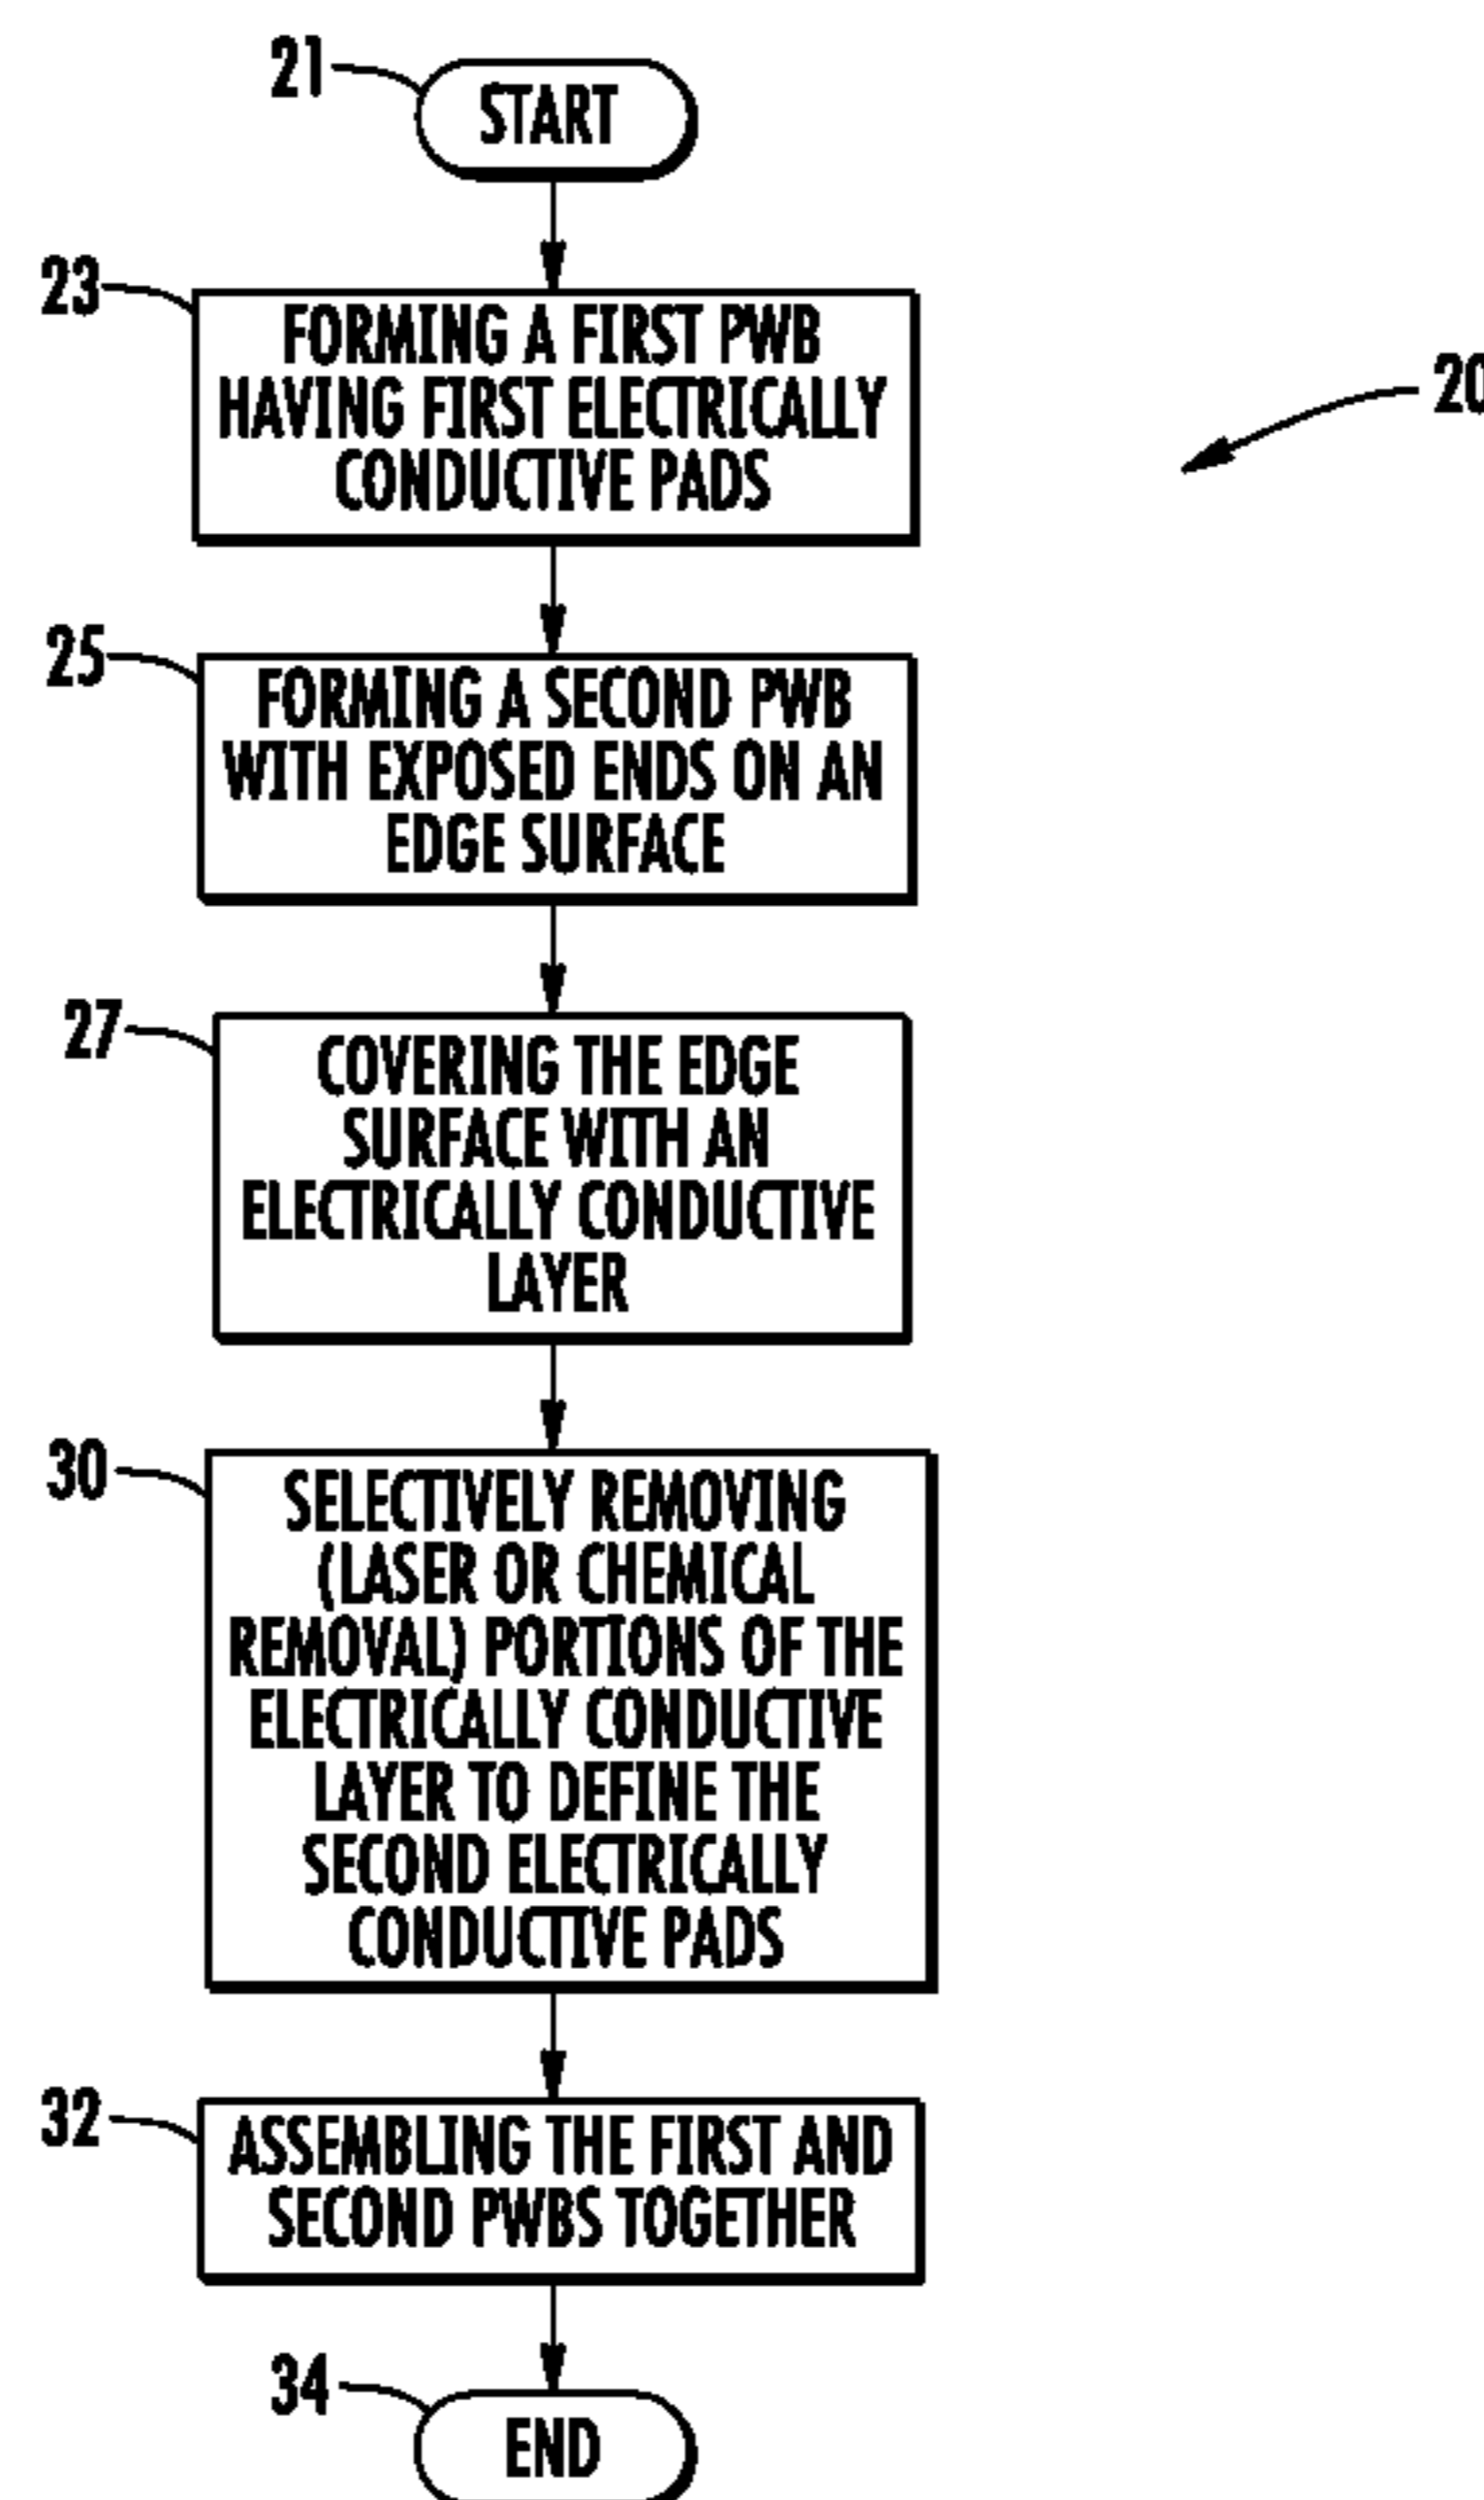 21
START
23
FORMING A FIRST PWB
HAVING FIRST ELECTRICALLY
CONDUCTIVE PADS
20
25
FORMING A SECOND PWB
WITH EXPOSED ENDS ON AN
EDGE SURFACE
27
COVERING THE EDGE
SURFACE WITH AN
ELECTRICALLY CONDUCTIVE
LAYER
30
SELECTIVELY REMOVING
(LASER OR CHEMICAL
REMOVAL) PORTIONS OF THE
ELECTRICALLY CONDUCTIVE
LAYER TO DEFINE THE
SECOND ELECTRICALLY
CONDUCTIVE PADS
32
ASSEMBLING THE FIRST AND
SECOND PWBS TOGETHER
34
END